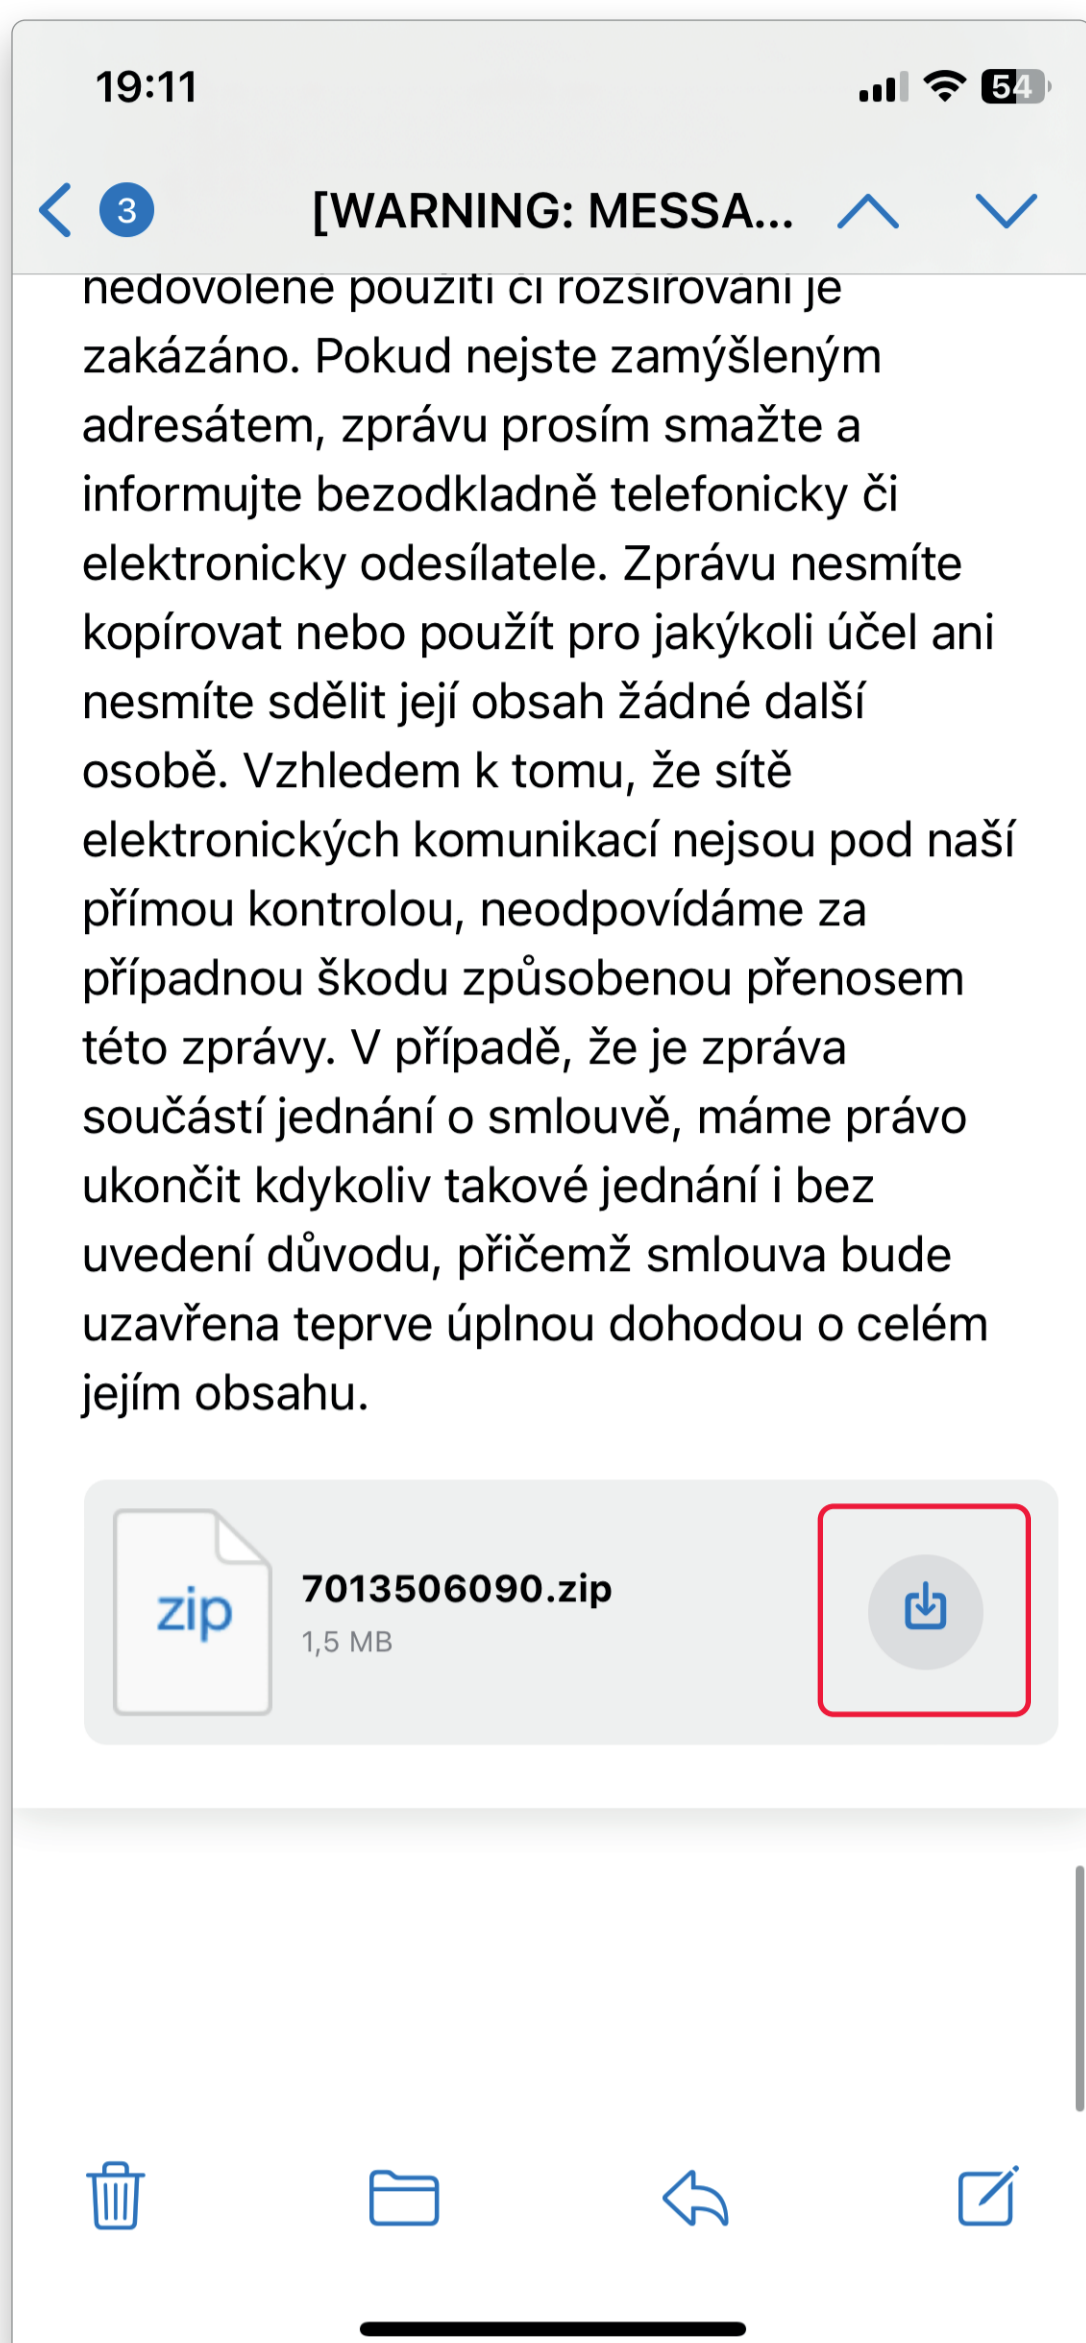 19:11
54
3
[WARNING: MESSA...
nedovolené použití či rozšiřování je
zakázáno. Pokud nejste zamýšleným
adresátem, zprávu prosím smažte a
informujte bezodkladně telefonicky či
elektronicky odesílatele. Zprávu nesmíte
kopírovat nebo použít pro jakýkoli účel ani
nesmíte sdělit její obsah žádné další
osobě. Vzhledem k tomu, že sítě
elektronických komunikací nejsou pod naší
přímou kontrolou, neodpovídáme za
případnou škodu způsobenou přenosem
této zprávy. V případě, že je zpráva
součástí jednání o smlouvě, máme právo
ukončit kdykoliv takové jednání i bez
uvedení důvodu, přičemž smlouva bude
uzavřena teprve úplnou dohodou o celém
jejím obsahu.
zip
7013506090.zip
1,5 MB